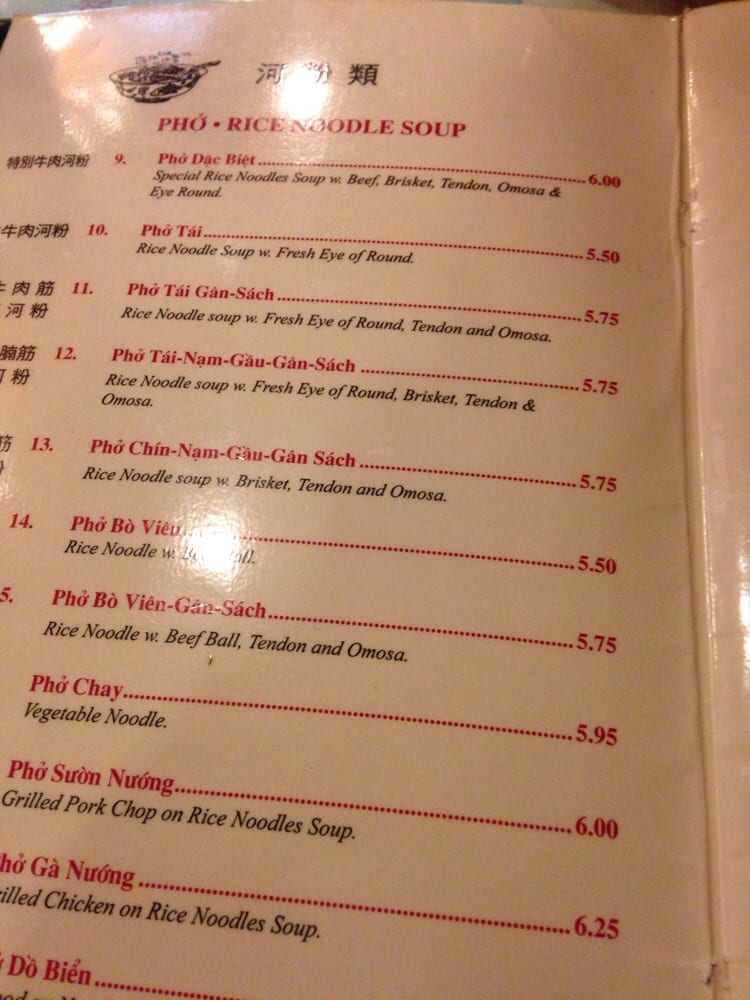 河粉類
PHỞ • RICE NOODLE SOUP
特別牛肉河粉 9. Phở Dặc Biệt 6.00
Special Rice Noodles Soup w. Beef, Brisket, Tendon, Omosa &
Eye Round.
牛肉河粉 10. Phở Tái 5.50
Rice Noodle Soup w. Fresh Eye of Round.
牛肉筋 11. Phở Tái Gân-Sách 5.75
河粉 Rice Noodle soup w. Fresh Eye of Round, Tendon and Omosa.
腩筋 12. Phở Tái-Nạm-Gầu-Gân-Sách 5.75
粉 Rice Noodle soup w. Fresh Eye of Round, Brisket, Tendon &
Omosa.
筋 13. Phở Chín-Nạm-Gầu-Gân Sách 5.75
Rice Noodle soup w. Brisket, Tendon and Omosa.
14. Phở Bò Viên 5.50
Rice Noodle w. Ball.
5. Phở Bò Viên-Gân-Sách 5.75
Rice Noodle w. Beef Ball, Tendon and Omosa.
Phở Chay 5.95
Vegetable Noodle.
Phở Sườn Nướng 6.00
Grilled Pork Chop on Rice Noodles Soup.
hở Gà Nướng 6.25
rilled Chicken on Rice Noodles Soup.
Dồ Biển